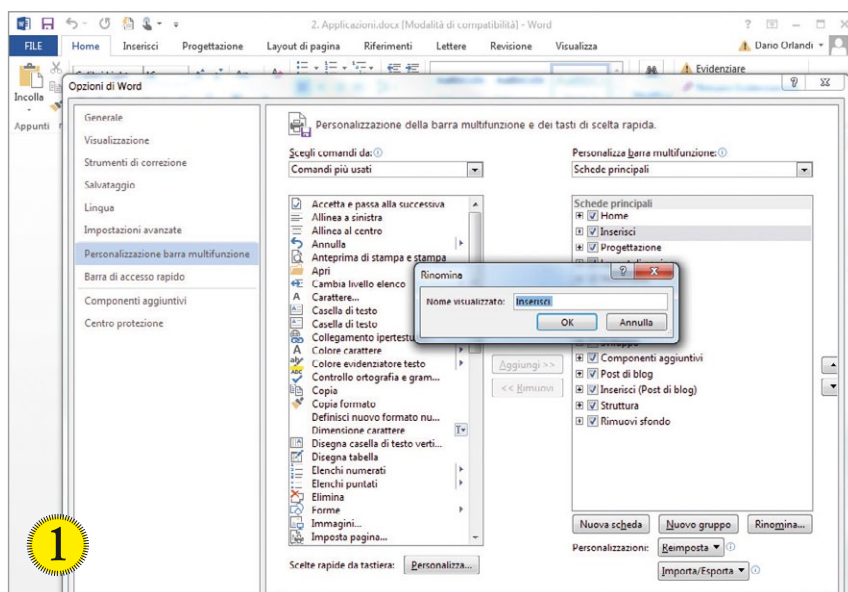 2. Applicazioni.docx [Modalità di compatibilità] - Word
FILE Home Inserisci Progettazione Layout di pagina Riferimenti Lettere Revisione Visualizza Dario Orlandi
Incolla
Evidenziare
Appunti
Opzioni di Word
Generale
Visualizzazione
Strumenti di correzione
Salvataggio
Lingua
Impostazioni avanzate
Personalizzazione barra multifunzione
Barra di accesso rapido
Componenti aggiuntivi
Centro protezione
Personalizzazione della barra multifunzione e dei tasti di scelta rapida.
Scegli comandi da:
Comandi più usati
Accetta e passa alla successiva
Allinea a sinistra
Allinea al centro
Annulla
Anteprima di stampa e stampa
Apri
Cambia livello elenco
Carattere...
Casella di testo
Casella di testo
Collegamento ipertestu
Colore carattere
Colore evidenziatore testo
Controllo ortografia e gram...
Copia
Copia formato
Definisci nuovo formato nu...
Dimensione carattere
Disegna casella di testo verti...
Disegna tabella
Elenchi numerati
Elenchi puntati
Elimina
Forme
Immagini...
Imposta pagina...
Scelte rapide da tastiera: Personalizza...
Aggiungi >>
<< Rimuovi
Personalizza barra multifunzione:
Schede principali
Schede principali
Home
Inserisci
Progettazione
Rinomina
Nome visualizzato: Inserisci
OK Annulla
Componenti aggiuntivi
Post di blog
Inserisci (Post di blog)
Struttura
Rimuovi sfondo
Nuova scheda Nuovo gruppo Rinomina...
Personalizzazioni: Reimposta
Importa/Esporta
1